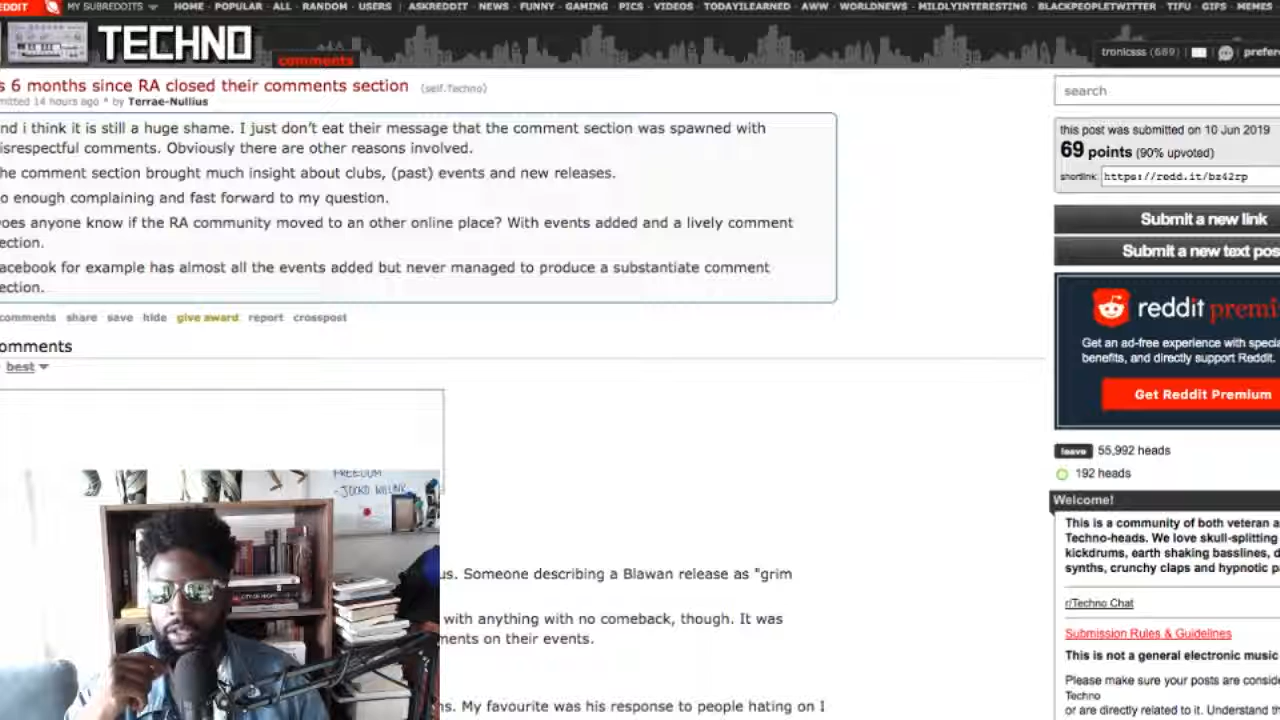 REDDIT MY SUBREDDITS HOME - POPULAR - ALL - RANDOM - USERS | ASKREDDIT - NEWS - FUNNY - GAMING - PICS - VIDEOS - TODAYILEARNED - AWW - WORLDNEWS - MILDLYINTERESTING - BLACKPEOPLETWITTER - TIFU - GIFS - MEMES
TECHNO
comments
tronicsss (689) | prefer
s 6 months since RA closed their comments section (self.Techno)
mitted 14 hours ago * by Terrae-Nullius
nd i think it is still a huge shame. I just don't eat their message that the comment section was spawned with
isrespectful comments. Obviously there are other reasons involved.
he comment section brought much insight about clubs, (past) events and new releases.
o enough complaining and fast forward to my question.
oes anyone know if the RA community moved to an other online place? With events added and a lively comment
ection.
acebook for example has almost all the events added but never managed to produce a substantiate comment
ection.
comments share save hide give award report crosspost
omments
best
FREEDOM
- JOCKO WILLINK
us. Someone describing a Blawan release as "grim
with anything with no comeback, though. It was
ments on their events.
ns. My favourite was his response to people hating on I
search
this post was submitted on 10 Jun 2019
69 points (90% upvoted)
shortlink: https://redd.it/bz42rp
Submit a new link
Submit a new text pos
reddit premi
Get an ad-free experience with specia
benefits, and directly support Reddit.
Get Reddit Premium
leave 55,992 heads
192 heads
Welcome!
This is a community of both veteran a
Techno-heads. We love skull-splitting
kickdrums, earth shaking basslines, d
synths, crunchy claps and hypnotic p
r/Techno Chat
Submission Rules & Guidelines
This is not a general electronic music
Please make sure your posts are conside
Techno
or are directly related to it. Understand th